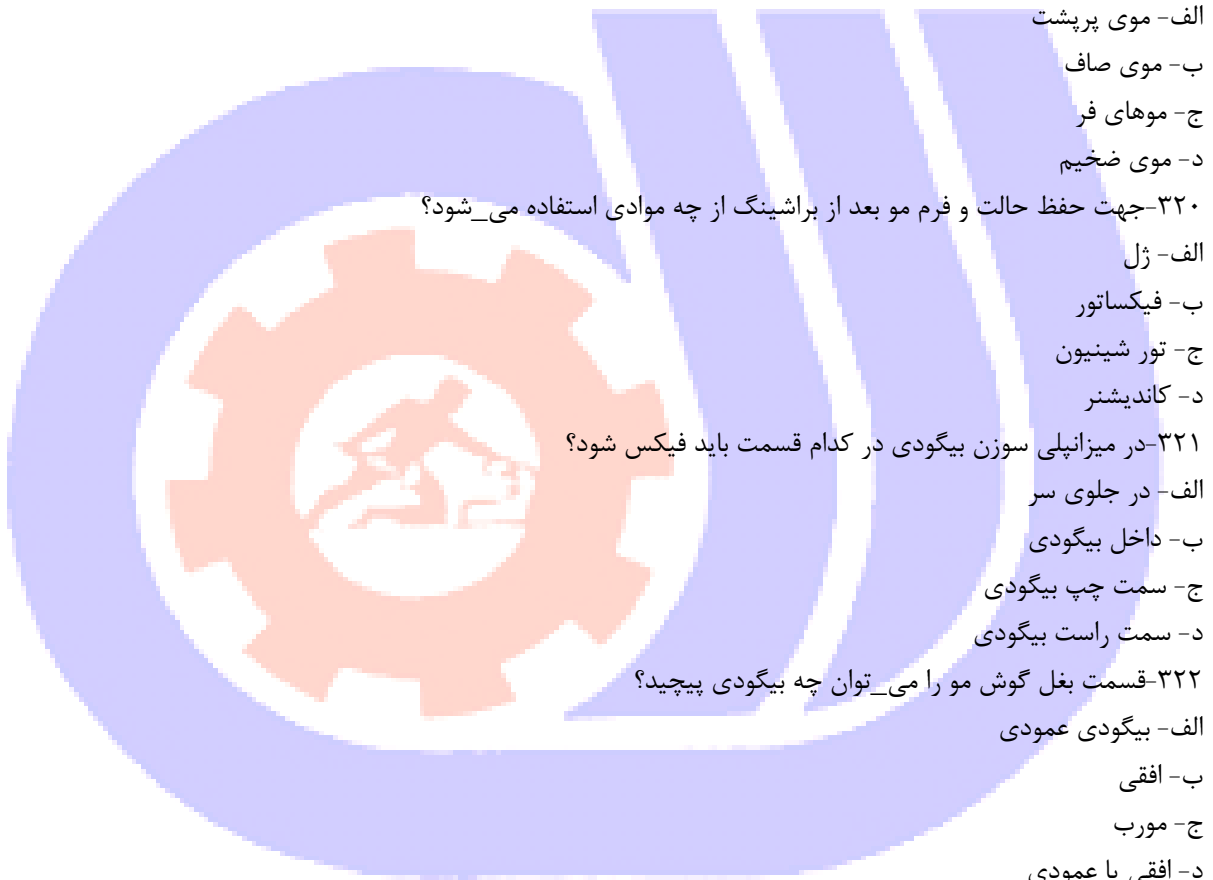 الف- موی پرپشت
ب- موی صاف
ج- موهای فر
د- موی ضخیم
۳۲۰-جهت حفظ حالت و فرم مو بعد از براشینگ از چه موادی استفاده می_شود؟
الف- ژل
ب- فیکساتور
ج- تور شینیون
د- کاندیشنر
۳۲۱-در میزانپلی سوزن بیگودی در کدام قسمت باید فیکس شود؟
الف- در جلوی سر
ب- داخل بیگودی
ج- سمت چپ بیگودی
د- سمت راست بیگودی
۳۲۲-قسمت بغل گوش مو را می_توان چه بیگودی پیچید؟
الف- بیگودی عمودی
ب- افقی
ج- مورب
د- افقی یا عمودی